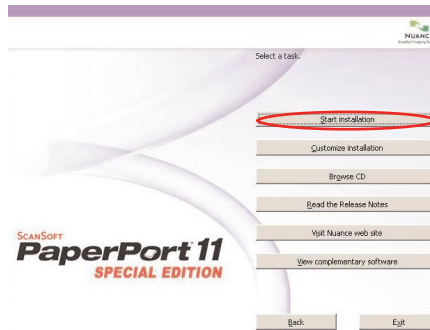 NUANC
Select a task.
Start installation
Customize installation
Browse CD
Read the Release Notes
Visit Nuance web site
View complementary software
SCANSOFT
PaperPort 11
SPECIAL EDITION
Back
Exit